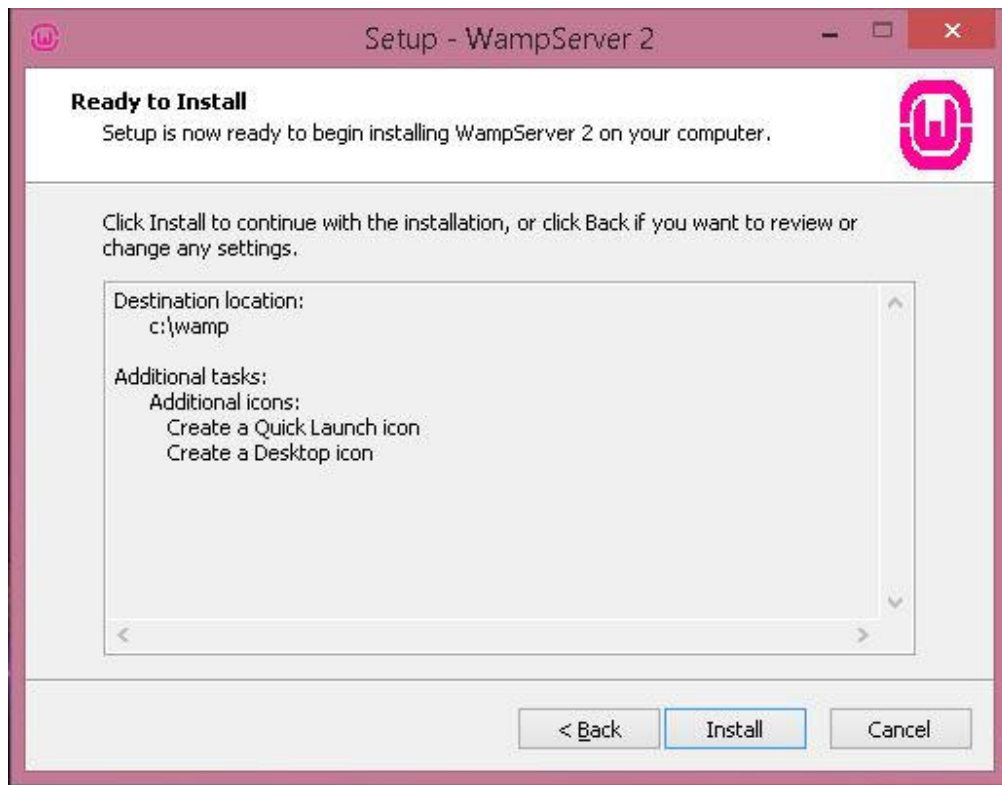 Setup - WampServer 2
Ready to Install
Setup is now ready to begin installing WampServer 2 on your computer.
Click Install to continue with the installation, or click Back if you want to review or
change any settings.
Destination location:
c:\wamp
Additional tasks:
Additional icons:
Create a Quick Launch icon
Create a Desktop icon
< Back
Install
Cancel